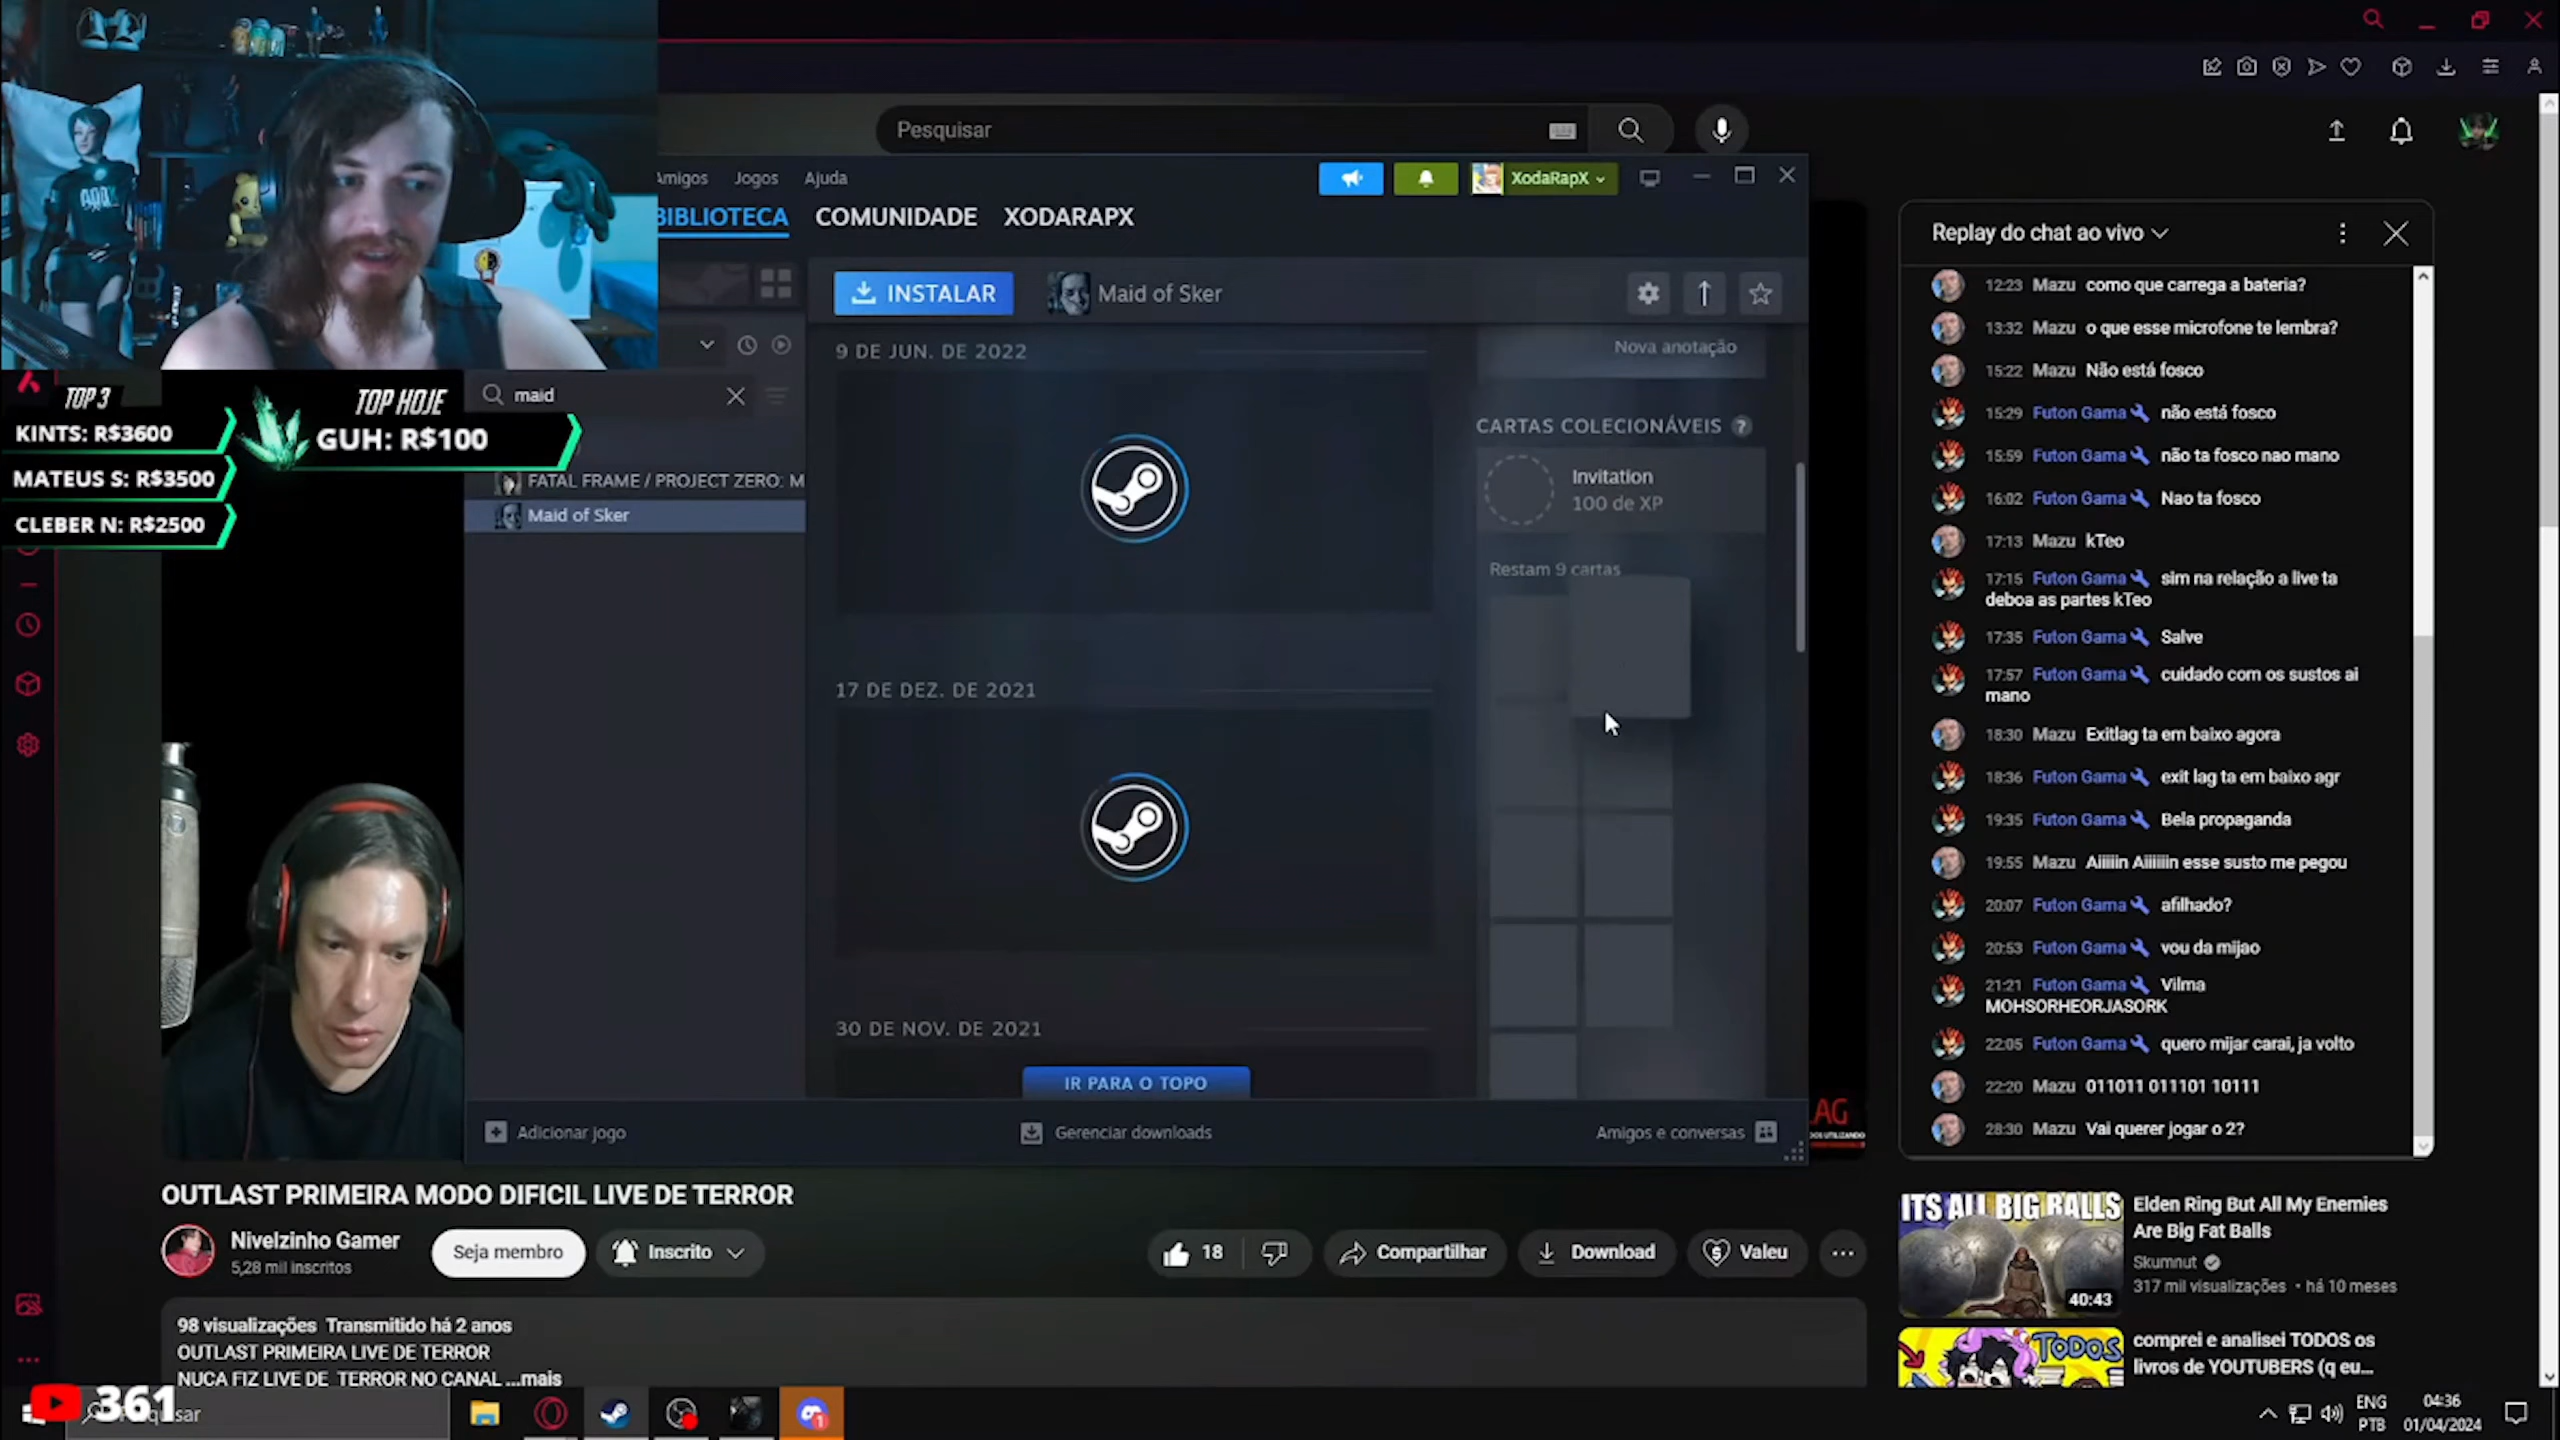 Pesquisar
Amigos Jogos Ajuda
XodaRapX
BIBLIOTECA COMUNIDADE XODARAPX
INSTALAR
Maid of Sker
9 DE JUN. DE 2022
Nova anotação
maid
CARTAS COLECIONÁVEIS ?
FATAL FRAME / PROJECT ZERO: M
Maid of Sker
Invitation
100 de XP
Restam 9 cartas
17 DE DEZ. DE 2021
30 DE NOV. DE 2021
IR PARA O TOPO
Adicionar jogo
Gerenciar downloads
Amigos e conversas
TOP 3
KINTS: R$3600
MATEUS S: R$3500
CLEBER N: R$2500
TOP HOJE
GUH: R$100
Replay do chat ao vivo
12:23 Mazu como que carrega a bateria?
13:32 Mazu o que esse microfone te lembra?
15:22 Mazu Não está fosco
15:29 Futon Gama não está fosco
15:59 Futon Gama não ta fosco nao mano
16:02 Futon Gama Nao ta fosco
17:13 Mazu kTeo
17:15 Futon Gama sim na relação a live ta
deboa as partes kTeo
17:35 Futon Gama Salve
17:57 Futon Gama cuidado com os sustos ai
mano
18:30 Mazu Exitlag ta em baixo agora
18:36 Futon Gama exit lag ta em baixo agr
19:35 Futon Gama Bela propaganda
19:55 Mazu Aiiiiin Aiiiiiin esse susto me pegou
20:07 Futon Gama afilhado?
20:53 Futon Gama vou da mijao
21:21 Futon Gama Vilma
MOHSORHEORJASORK
22:05 Futon Gama quero mijar carai, ja volto
22:20 Mazu 011011 011101 10111
28:30 Mazu Vai querer jogar o 2?
AG
OUTLAST PRIMEIRA MODO DIFICIL LIVE DE TERROR
Nivelzinho Gamer
5,28 mil inscritos
Seja membro
Inscrito
18
Compartilhar
Download
Valeu
98 visualizações Transmitido há 2 anos
OUTLAST PRIMEIRA LIVE DE TERROR
NUCA FIZ LIVE DE TERROR NO CANAL ...mais
ITS ALL BIG BALLS
40:43
Elden Ring But All My Enemies
Are Big Fat Balls
Skumnut
317 mil visualizações • há 10 meses
TODOS
comprei e analisei TODOS os
livros de YOUTUBERS (q eu...
361
1
ENG
PTB
04:36
01/04/2024